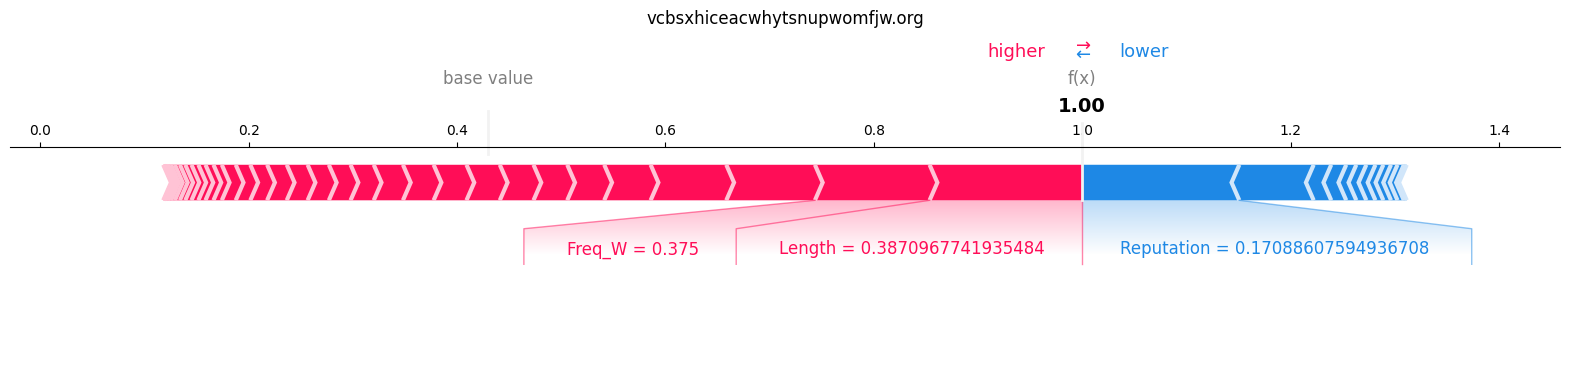 vcbsxhiceacwhytsnupwomfjw.org
higher ⇄ lower
base value f(x)
1.00
0.0 0.2 0.4 0.6 0.8 1.0 1.2 1.4
Freq_W = 0.375 Length = 0.3870967741935484 Reputation = 0.17088607594936708